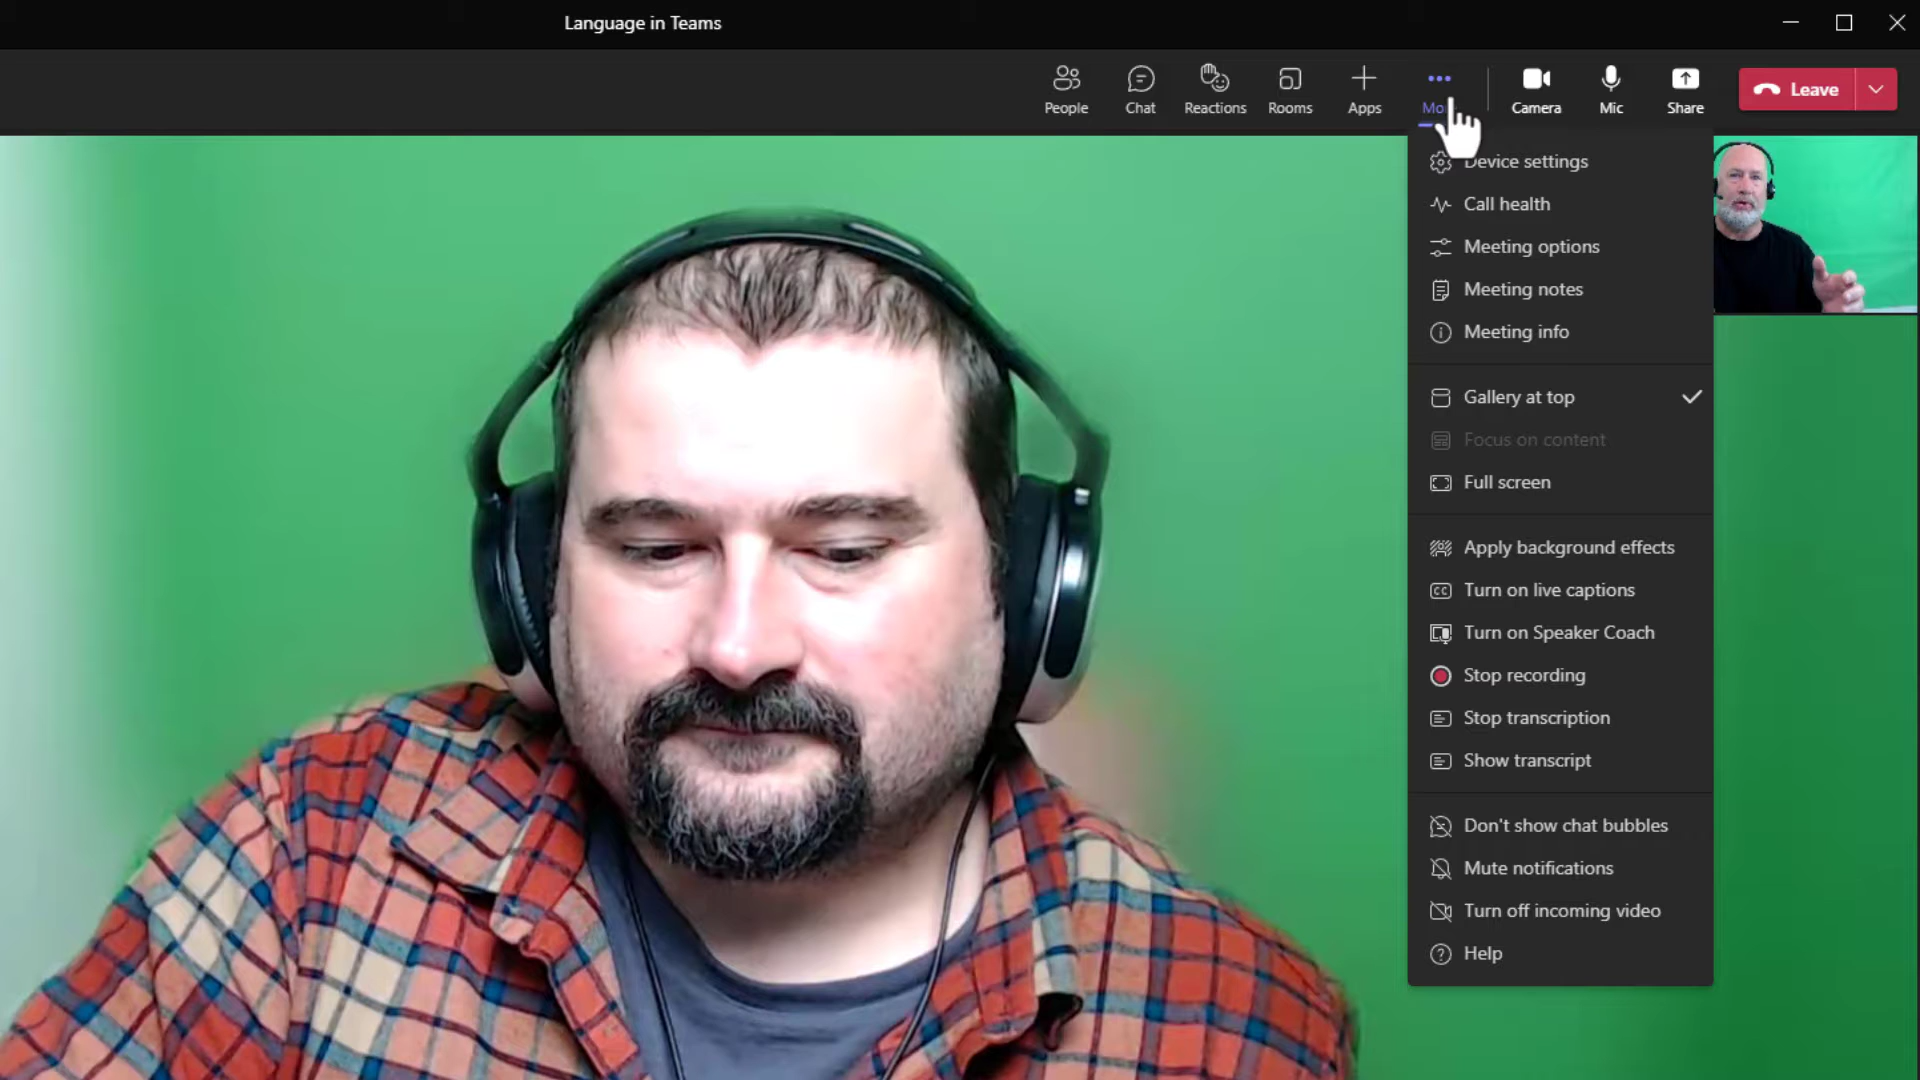 Language in Teams
People
Chat
Reactions
Rooms
Apps
Camera
Mic
Share
Leave
Device settings
Call health
Meeting options
Meeting notes
Meeting info
Gallery at top
Focus on content
Full screen
Apply background effects
Turn on live captions
Turn on Speaker Coach
Stop recording
Stop transcription
Show transcript
Don't show chat bubbles
Mute notifications
Turn off incoming video
Help